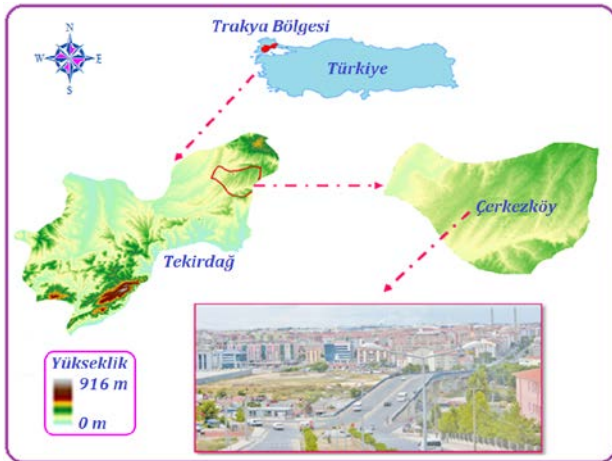 Trakya Bölgesi
N
W
E
S
Türkiye
Çerkezköy
Tekirdağ
Yükseklik
916 m
0 m